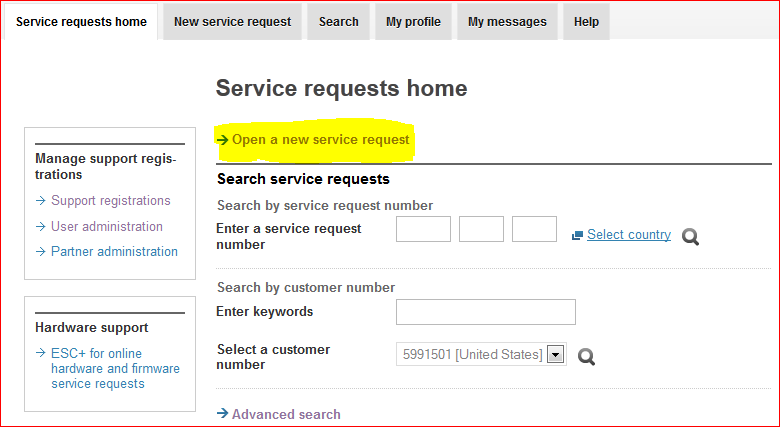 Service requests home
New service request
Search
My profile
My messages
Help
Service requests home
Open a new service request
Manage support regis-
trations
Support registrations
User administration
Partner administration
Hardware support
ESC+ for online
hardware and firmware
service requests
Search service requests
Search by service request number
Enter a service request
number
Select country
Search by customer number
Enter keywords
Select a customer
number
5991501 [United States]
Advanced search